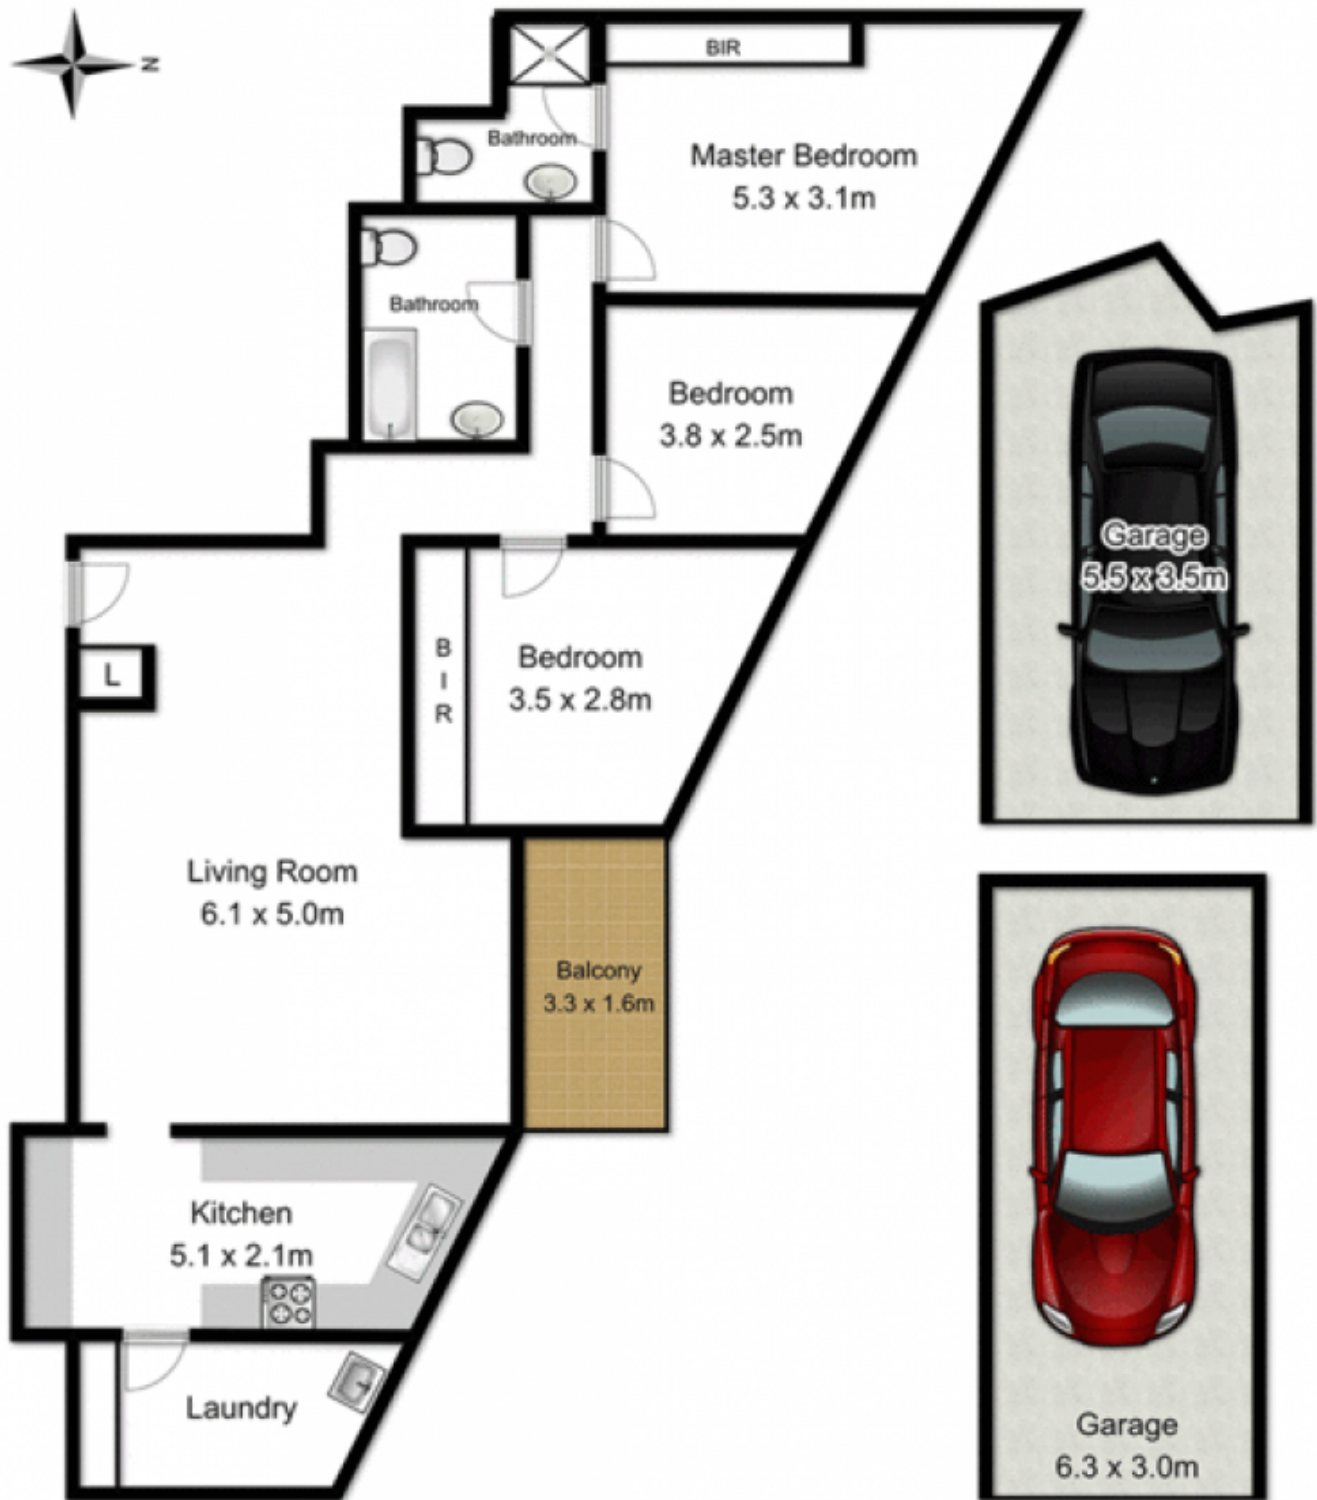 N
BIR
Bathroom
Master Bedroom
5.3 x 3.1m
Bathroom
Bedroom
3.8 x 2.5m
Garage
5.5 x 3.5m
B
I
R
Bedroom
3.5 x 2.8m
L
Living Room
6.1 x 5.0m
Balcony
3.3 x 1.6m
Kitchen
5.1 x 2.1m
Laundry
Garage
6.3 x 3.0m